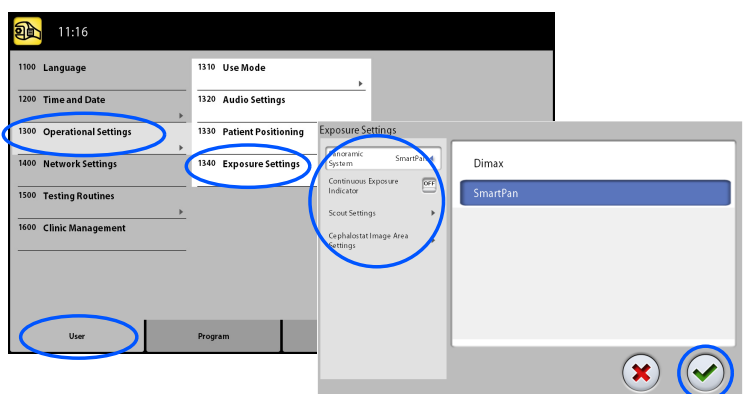 11:16
1100 Language
1200 Time and Date
1300 Operational Settings
1400 Network Settings
1500 Testing Routines
1600 Clinic Management
1310 Use Mode
1320 Audio Settings
1330 Patient Positioning
1340 Exposure Settings
User
Program
Exposure Settings
Panoramic
System
SmartPan
Continuous Exposure
Indicator
OFF
Scout Settings
Cephalostat Image Area
Settings
Dimax
SmartPan